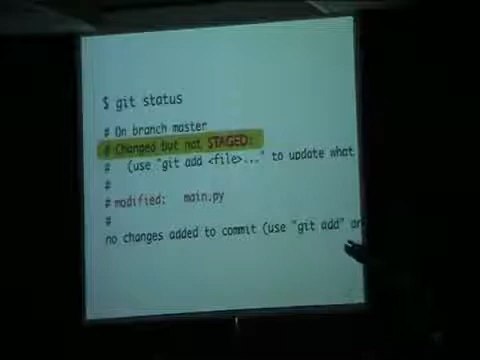 $ git status
# On branch master
# Changed but not STAGED:
# (use "git add <file>..." to update what
#
# modified: main.py
#
no changes added to commit (use "git add" an